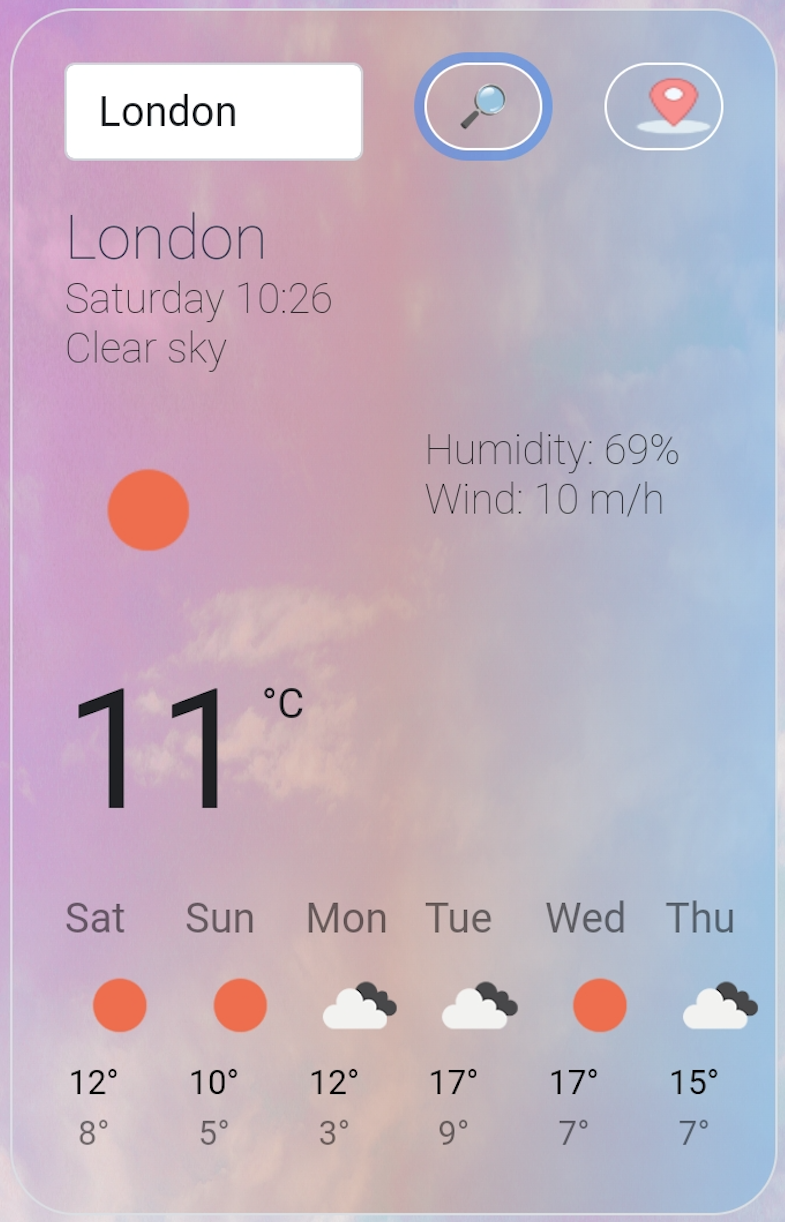 London
London
Saturday 10:26
Clear sky
Humidity: 69%
Wind: 10 m/h
11 °C
Sat Sun Mon Tue Wed Thu
12° 10° 12° 17° 17° 15°
8° 5° 3° 9° 7° 7°